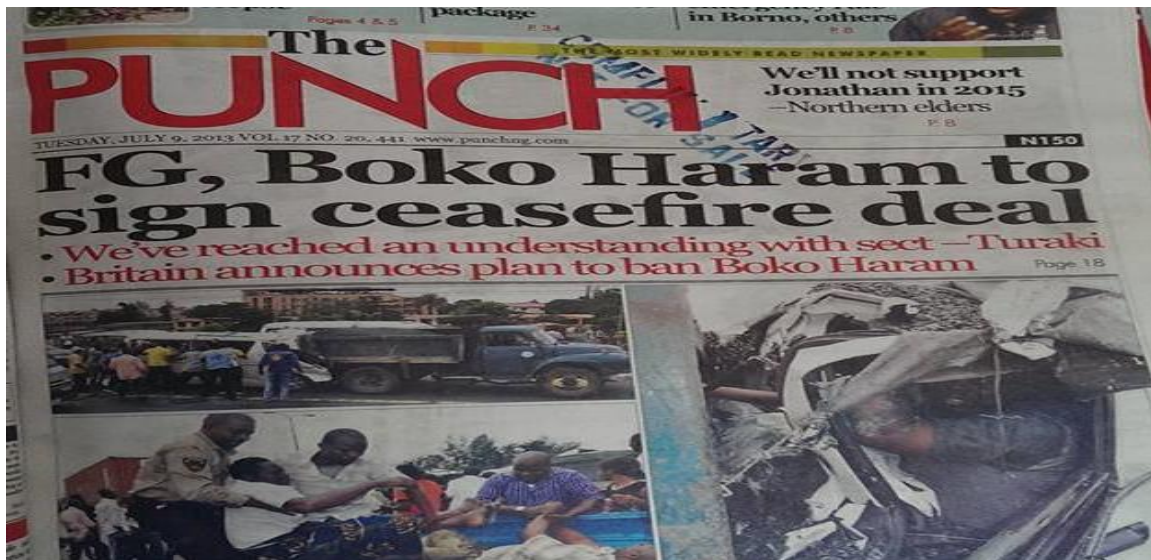 Pages 4 & 5
package
P. 34
in Borno, others
P. 8
The
PUNCH
THE MOST WIDELY READ NEWSPAPER
We'll not support
Jonathan in 2015
–Northern elders
P. 8
TUESDAY, JULY 9, 2013 VOL 17 NO. 20, 441 www.punchng.com
N150
FG, Boko Haram to
sign ceasefire deal
• We've reached an understanding with sect –Turaki
• Britain announces plan to ban Boko Haram
Page 18